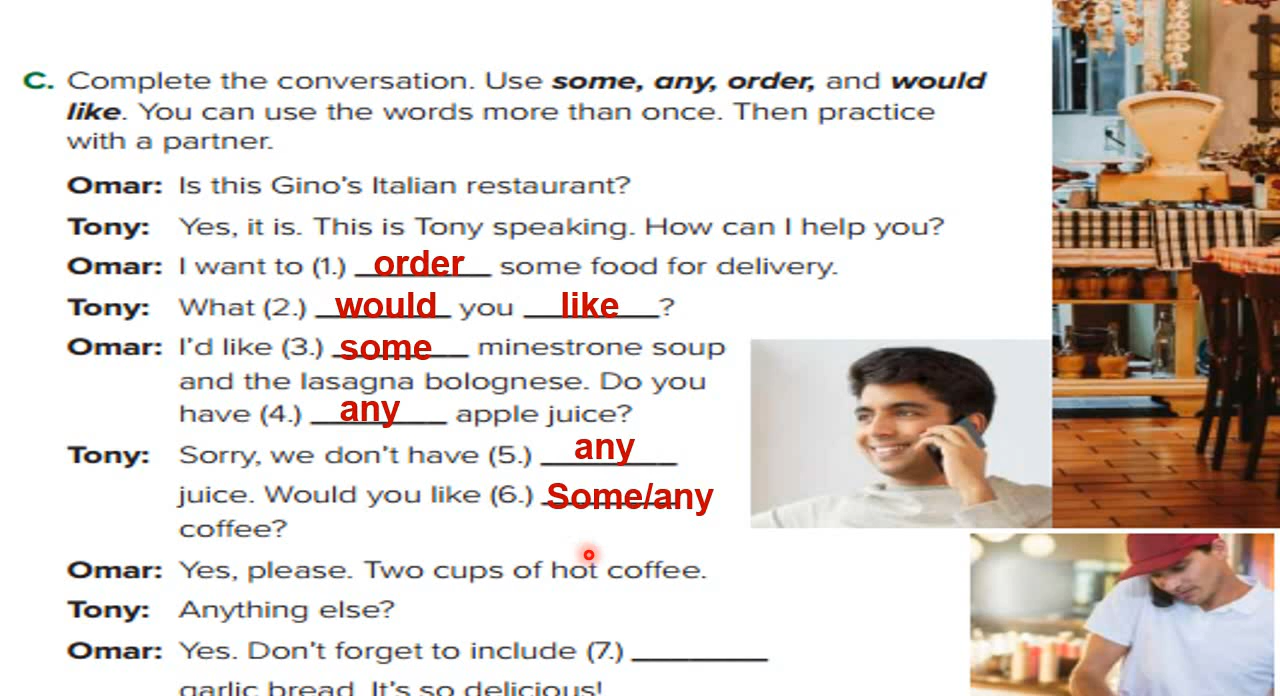 C. Complete the conversation. Use some, any, order, and would
like. You can use the words more than once. Then practice
with a partner.
Omar: Is this Gino's Italian restaurant?
Tony: Yes, it is. This is Tony speaking. How can I help you?
Omar: I want to (1.) order some food for delivery.
Tony: What (2.) would you like ?
Omar: I'd like (3.) some minestrone soup
and the lasagna bolognese. Do you
have (4.) any apple juice?
Tony: Sorry, we don't have (5.) any
juice. Would you like (6.) Some/any
coffee?
Omar: Yes, please. Two cups of hot coffee.
Tony: Anything else?
Omar: Yes. Don't forget to include (7.) ________
garlic bread. It's so delicious!